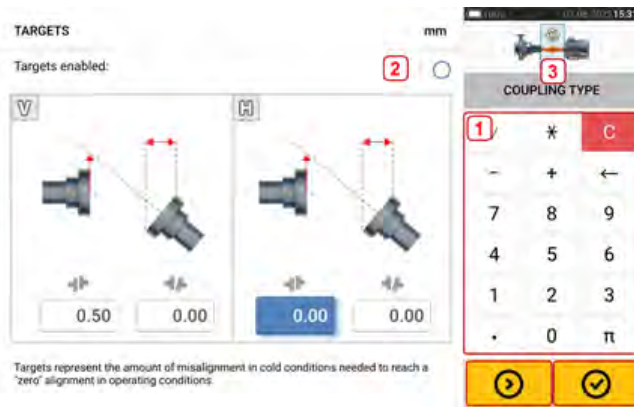 TARGETS
mm
15:31
Targets enabled:
2
3
COUPLING TYPE
V
H
1
*
C
-
+
←
7
8
9
4
5
6
0.50
0.00
0.00
0.00
1
2
3
.
0
π
Targets represent the amount of misalignment in cold conditions needed to reach a
"zero" alignment in operating conditions.